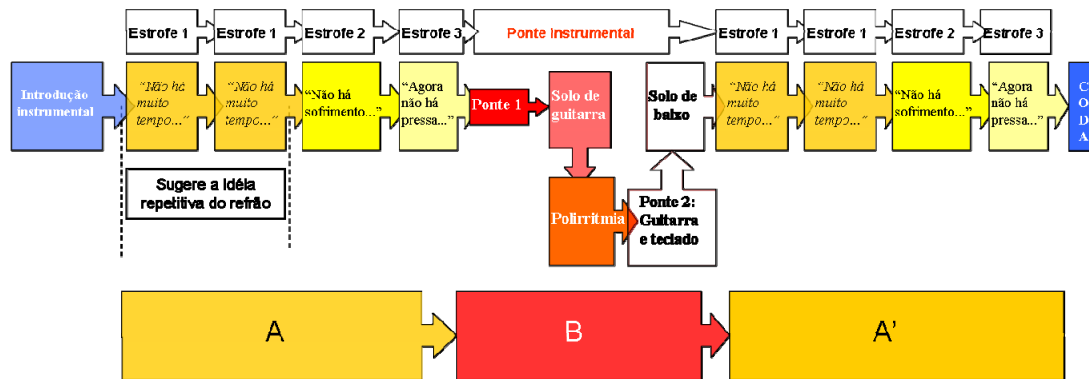 Estrofe 1
Estrofe 1
Estrofe 2
Estrofe 3
Ponte Instrumental
Estrofe 1
Estrofe 1
Estrofe 2
Estrofe 3
Introdução
instrumental
“Não há
muito
tempo...”
“Não há
muito
tempo...”
“Não há
sofrimento...”
“Agora
não há
pressa...”
Ponte 1
Solo de
guitarra
Solo de
baixo
“Não há
muito
tempo...”
“Não há
muito
tempo...”
“Não há
sofrimento...”
“Agora
não há
pressa...”
C
O
D
A
Sugere a Idéia
repetitiva do refrão
Polirritmia
Ponte 2:
Guitarra
e teclado
A
B
A’